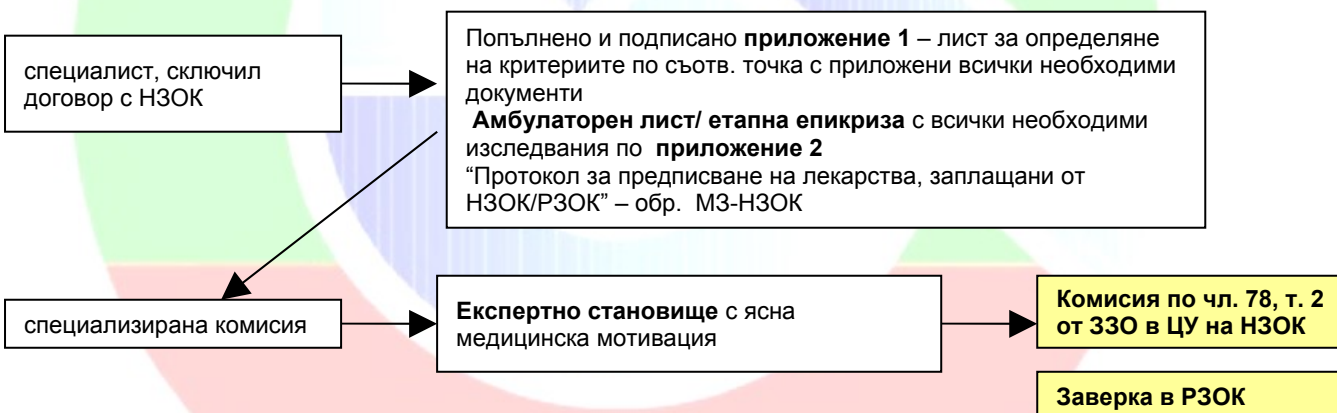 специалист, сключил
договор с НЗОК
Попълнено и подписано приложение 1 – лист за определяне
на критериите по съотв. точка с приложени всички необходими
документи
Амбулаторен лист/ етапна епикриза с всички необходими
изследвания по приложение 2
“Протокол за предписване на лекарства, заплащани от
НЗОК/РЗОК” – обр. МЗ-НЗОК
специализирана комисия
Експертно становище с ясна
медицинска мотивация
Комисия по чл. 78, т. 2
от ЗЗО в ЦУ на НЗОК
Заверка в РЗОК